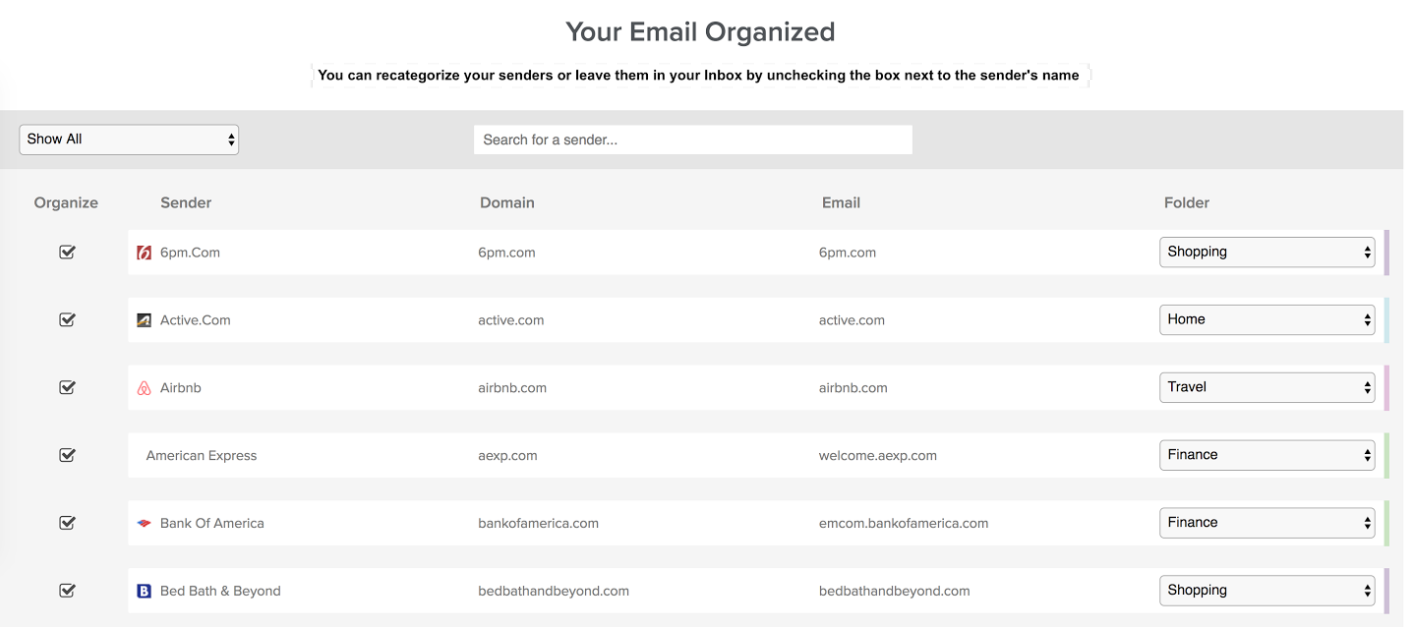 Your Email Organized
You can recategorize your senders or leave them in your Inbox by unchecking the box next to the sender's name
Show All Search for a sender...
Organize Sender Domain Email Folder
6pm.Com 6pm.com 6pm.com Shopping
Active.Com active.com active.com Home
Airbnb airbnb.com airbnb.com Travel
American Express aexp.com welcome.aexp.com Finance
Bank Of America bankofamerica.com emcom.bankofamerica.com Finance
B Bed Bath & Beyond bedbathandbeyond.com bedbathandbeyond.com Shopping